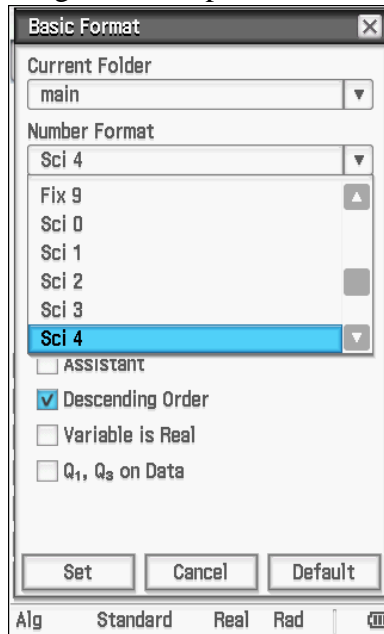 Basic Format
Current Folder
main
Number Format
Sci 4
Fix 9
Sci 0
Sci 1
Sci 2
Sci 3
Sci 4
Assistant
Descending Order
Variable is Real
Q₁, Q₃ on Data
Set Cancel Default
Alg Standard Real Rad